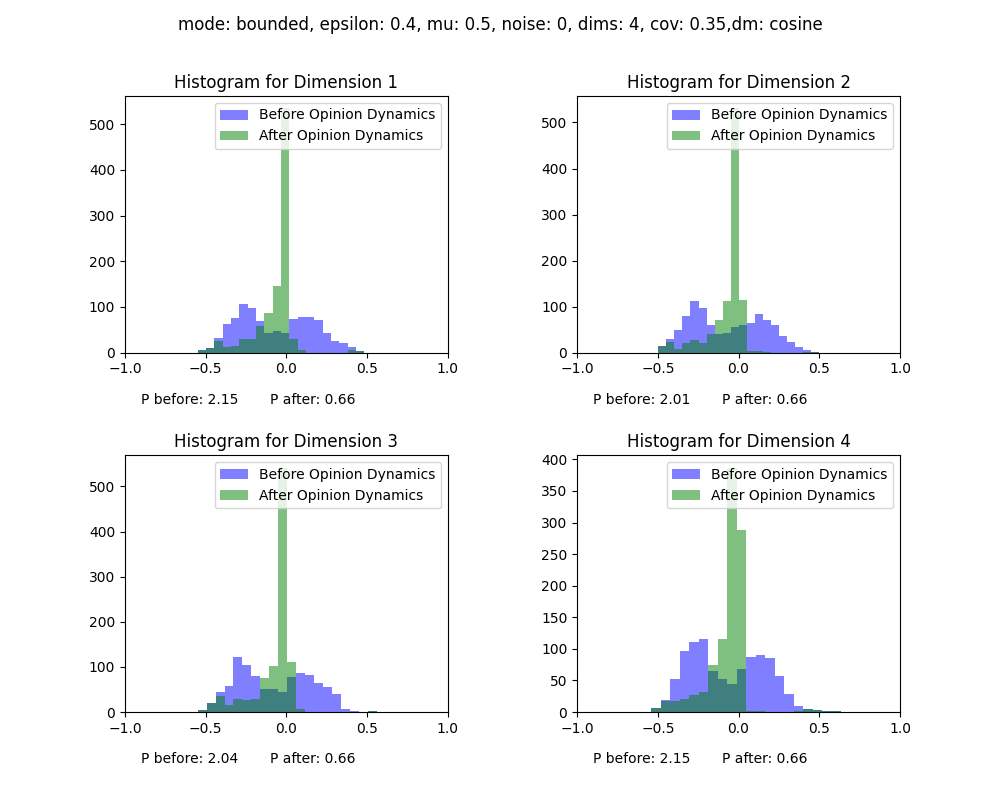 mode: bounded, epsilon: 0.4, mu: 0.5, noise: 0, dims: 4, cov: 0.35,dm: cosine
Histogram for Dimension 1
Before Opinion Dynamics
After Opinion Dynamics
500
400
300
200
100
0
−1.0 −0.5 0.0 0.5 1.0
P before: 2.15 P after: 0.66
Histogram for Dimension 2
Before Opinion Dynamics
After Opinion Dynamics
500
400
300
200
100
0
−1.0 −0.5 0.0 0.5 1.0
P before: 2.01 P after: 0.66
Histogram for Dimension 3
Before Opinion Dynamics
After Opinion Dynamics
500
400
300
200
100
0
−1.0 −0.5 0.0 0.5 1.0
P before: 2.04 P after: 0.66
Histogram for Dimension 4
Before Opinion Dynamics
After Opinion Dynamics
400
350
300
250
200
150
100
50
0
−1.0 −0.5 0.0 0.5 1.0
P before: 2.15 P after: 0.66